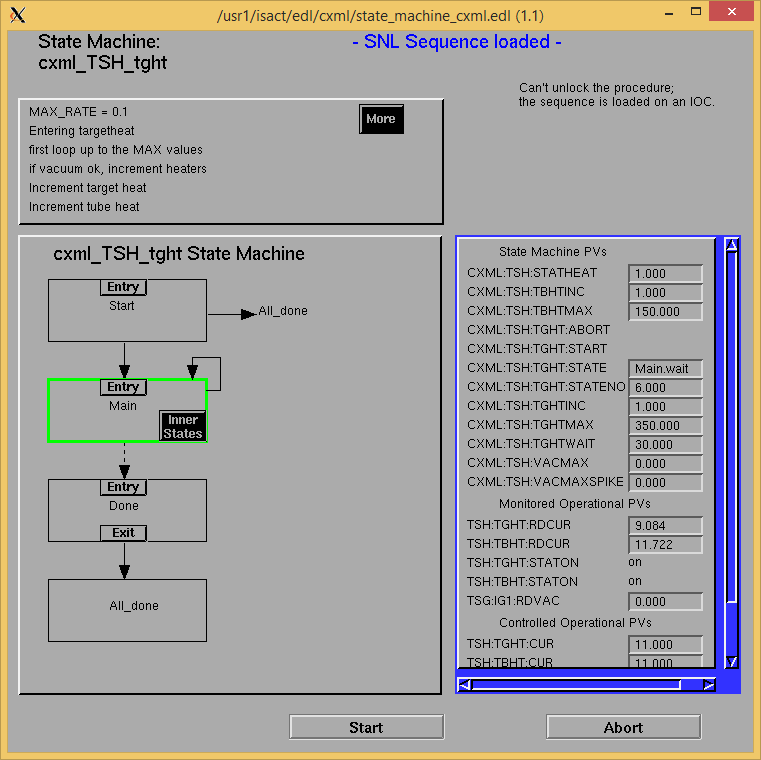 /usr1/isact/edl/cxml/state_machine_cxml.edl (1.1)
State Machine:
cxml_TSH_tght
- SNL Sequence loaded -
Can't unlock the procedure;
the sequence is loaded on an IOC.
MAX_RATE = 0.1
Entering targetheat
first loop up to the MAX values
if vacuum ok, increment heaters
Increment target heat
Increment tube heat
More
cxml_TSH_tght State Machine
Entry
Start
All_done
Entry
Main
Inner
States
Entry
Done
Exit
All_done
State Machine PVs
CXML:TSH:STATHEAT 1.000
CXML:TSH:TBHTINC 1.000
CXML:TSH:TBHTMAX 150.000
CXML:TSH:TGHT:ABORT
CXML:TSH:TGHT:START
CXML:TSH:TGHT:STATE Main.wait
CXML:TSH:TGHT:STATENO 6.000
CXML:TSH:TGHTINC 1.000
CXML:TSH:TGHTMAX 350.000
CXML:TSH:TGHTWAIT 30.000
CXML:TSH:VACMAX 0.000
CXML:TSH:VACMAXSPIKE 0.000
Monitored Operational PVs
TSH:TGHT:RDCUR 9.084
TSH:TBHT:RDCUR 11.722
TSH:TGHT:STATON on
TSH:TBHT:STATON on
TSG:IG1:RDVAC 0.000
Controlled Operational PVs
TSH:TGHT:CUR 11.000
TSH:TBHT:CUR 11.000
Start
Abort